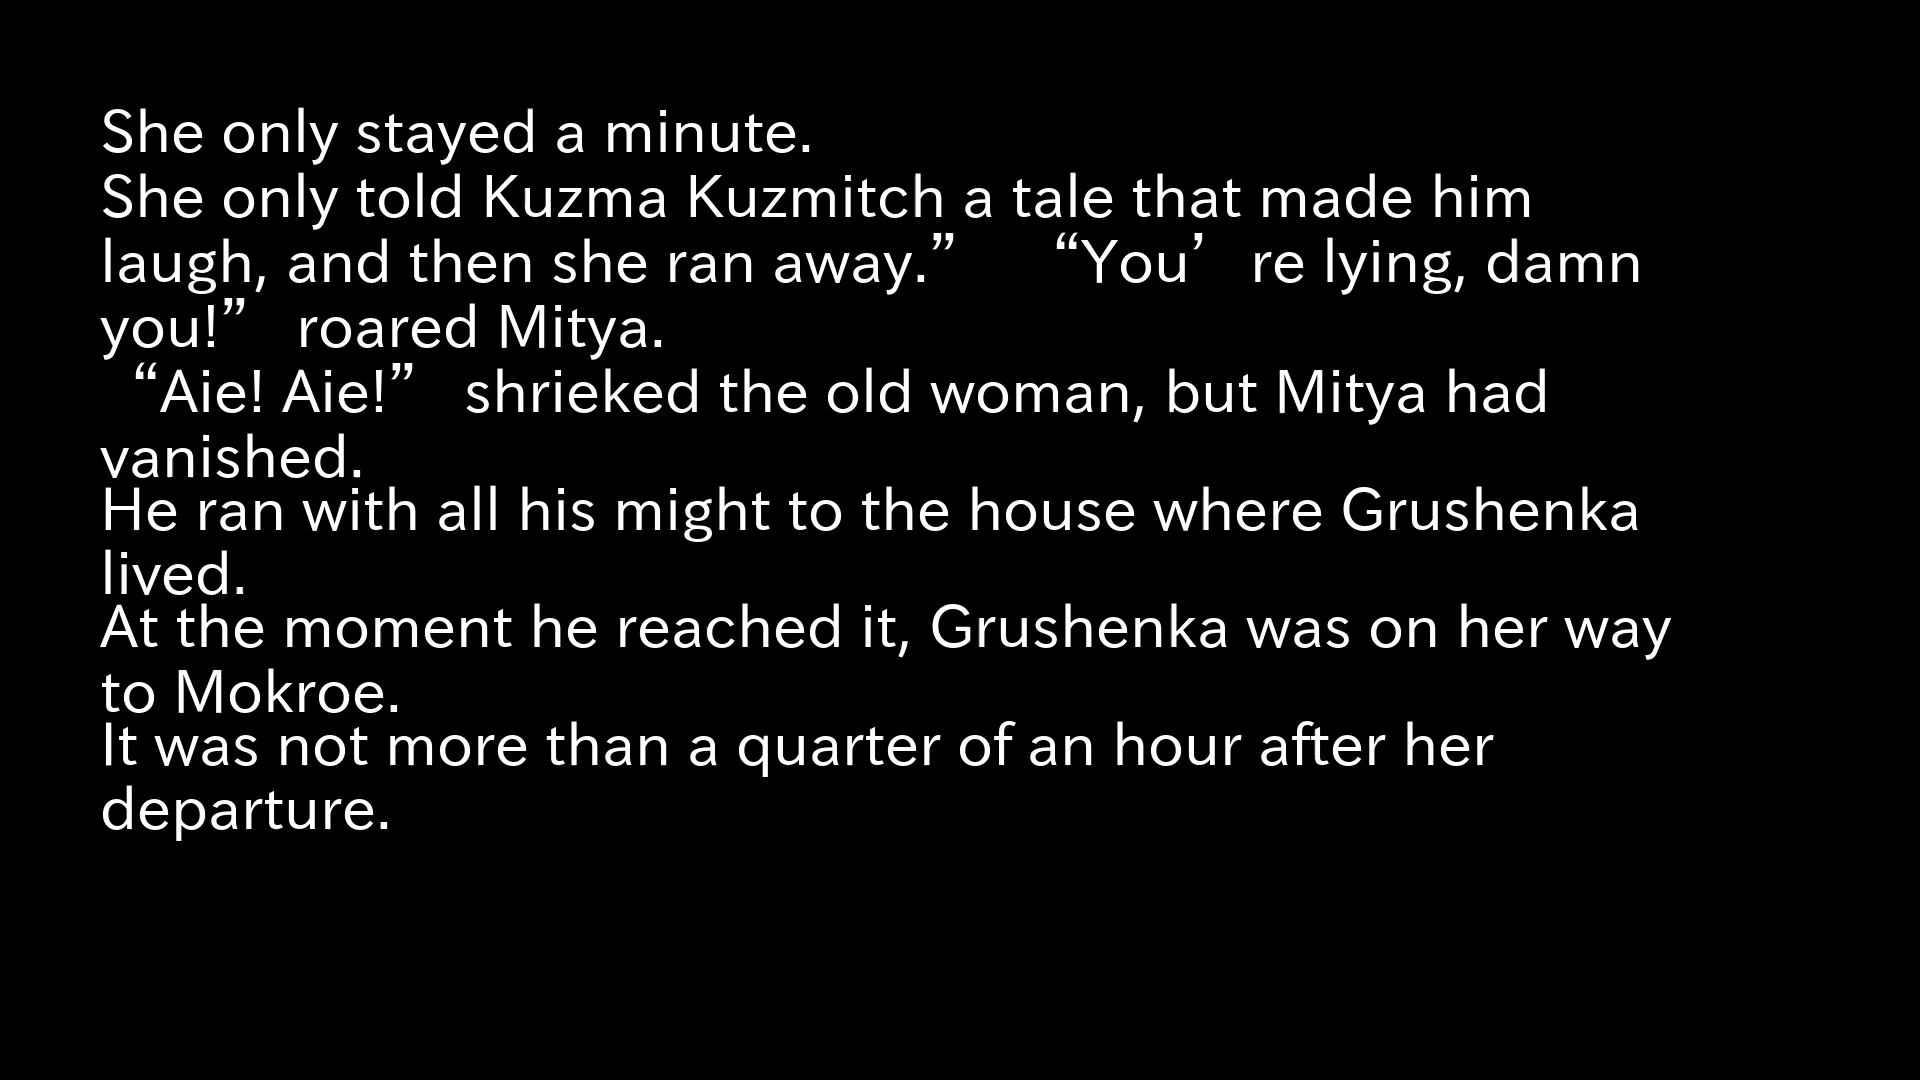 She only stayed a minute.
She only told Kuzma Kuzmitch a tale that made him
laugh, and then she ran away.” “You’re lying, damn
you!” roared Mitya.
“Aie! Aie!” shrieked the old woman, but Mitya had
vanished.
He ran with all his might to the house where Grushenka
lived.
At the moment he reached it, Grushenka was on her way
to Mokroe.
It was not more than a quarter of an hour after her
departure.